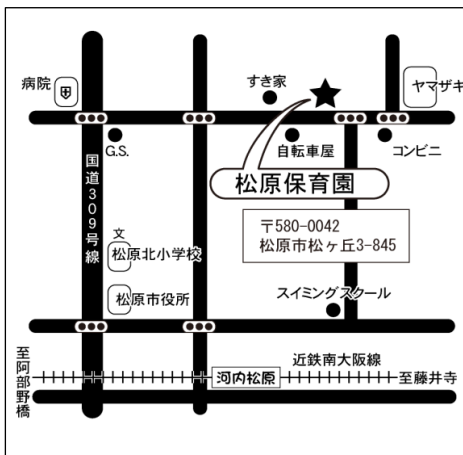 病院
すき家
ヤマザキ
G.S.
自転車屋
コンビニ
松原保育園
国道309号線
〒580-0042
松原市松ヶ丘3-845
文
松原北小学校
松原市役所
スイミングスクール
至阿部野橋
近鉄南大阪線
河内松原
至藤井寺